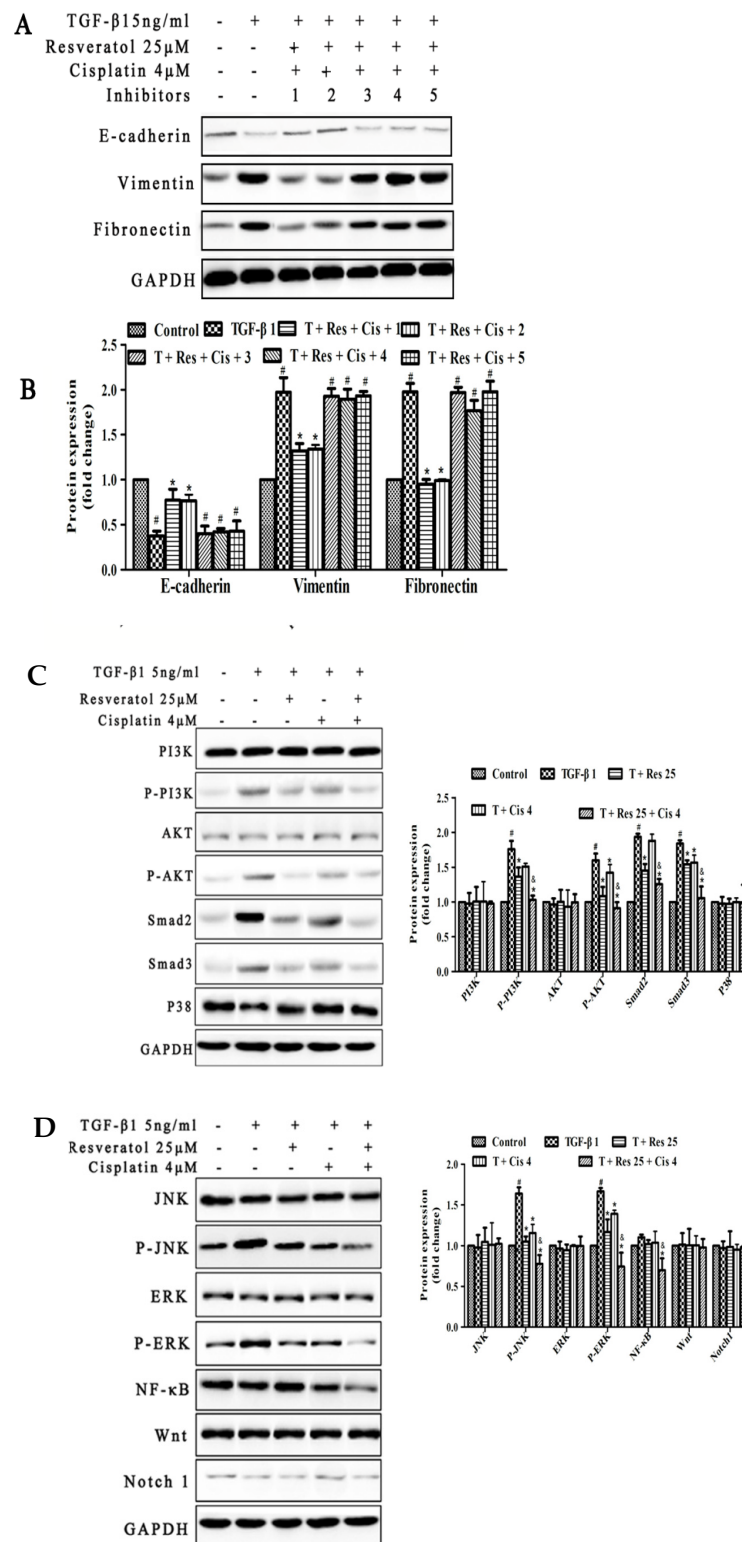 A
TGF-β15ng/ml - + + + + + +
Resveratol 25μM - - + + + + +
Cisplatin 4μM - - + + + + +
Inhibitors - - 1 2 3 4 5
E-cadherin
Vimentin
Fibronectin
GAPDH
B
Control TGF-β1 T + Res + Cis + 1 T + Res + Cis + 2
T + Res + Cis + 3 T + Res + Cis + 4 T + Res + Cis + 5
Protein expression
(fold change)
2.5
2.0
1.5
1.0
0.5
0.0
# * * # # #
# * * # # #
# * * # # #
E-cadherin Vimentin Fibronectin
C
TGF-β1 5ng/ml - + + + +
Resveratol 25μM - - + - +
Cisplatin 4μM - - - + +
PI3K
P-PI3K
AKT
P-AKT
Smad2
Smad3
P38
GAPDH
Control TGF-β1 T + Res 25
T + Cis 4 T + Res 25 + Cis 4
Protein expression
(fold change)
2.5
2.0
1.5
1.0
0.5
0.0
PI3K P-PI3K AKT P-AKT Smad2 Smad3 P38
D
TGF-β1 5ng/ml - + + + +
Resveratol 25μM - - + - +
Cisplatin 4μM - - - + +
JNK
P-JNK
ERK
P-ERK
NF-κB
Wnt
Notch 1
GAPDH
Control TGF-β1 T + Res 25
T + Cis 4 T + Res 25 + Cis 4
Protein expression
(fold change)
2.0
1.5
1.0
0.5
0.0
JNK P-JNK ERK P-ERK NF-κB Wnt Notch1